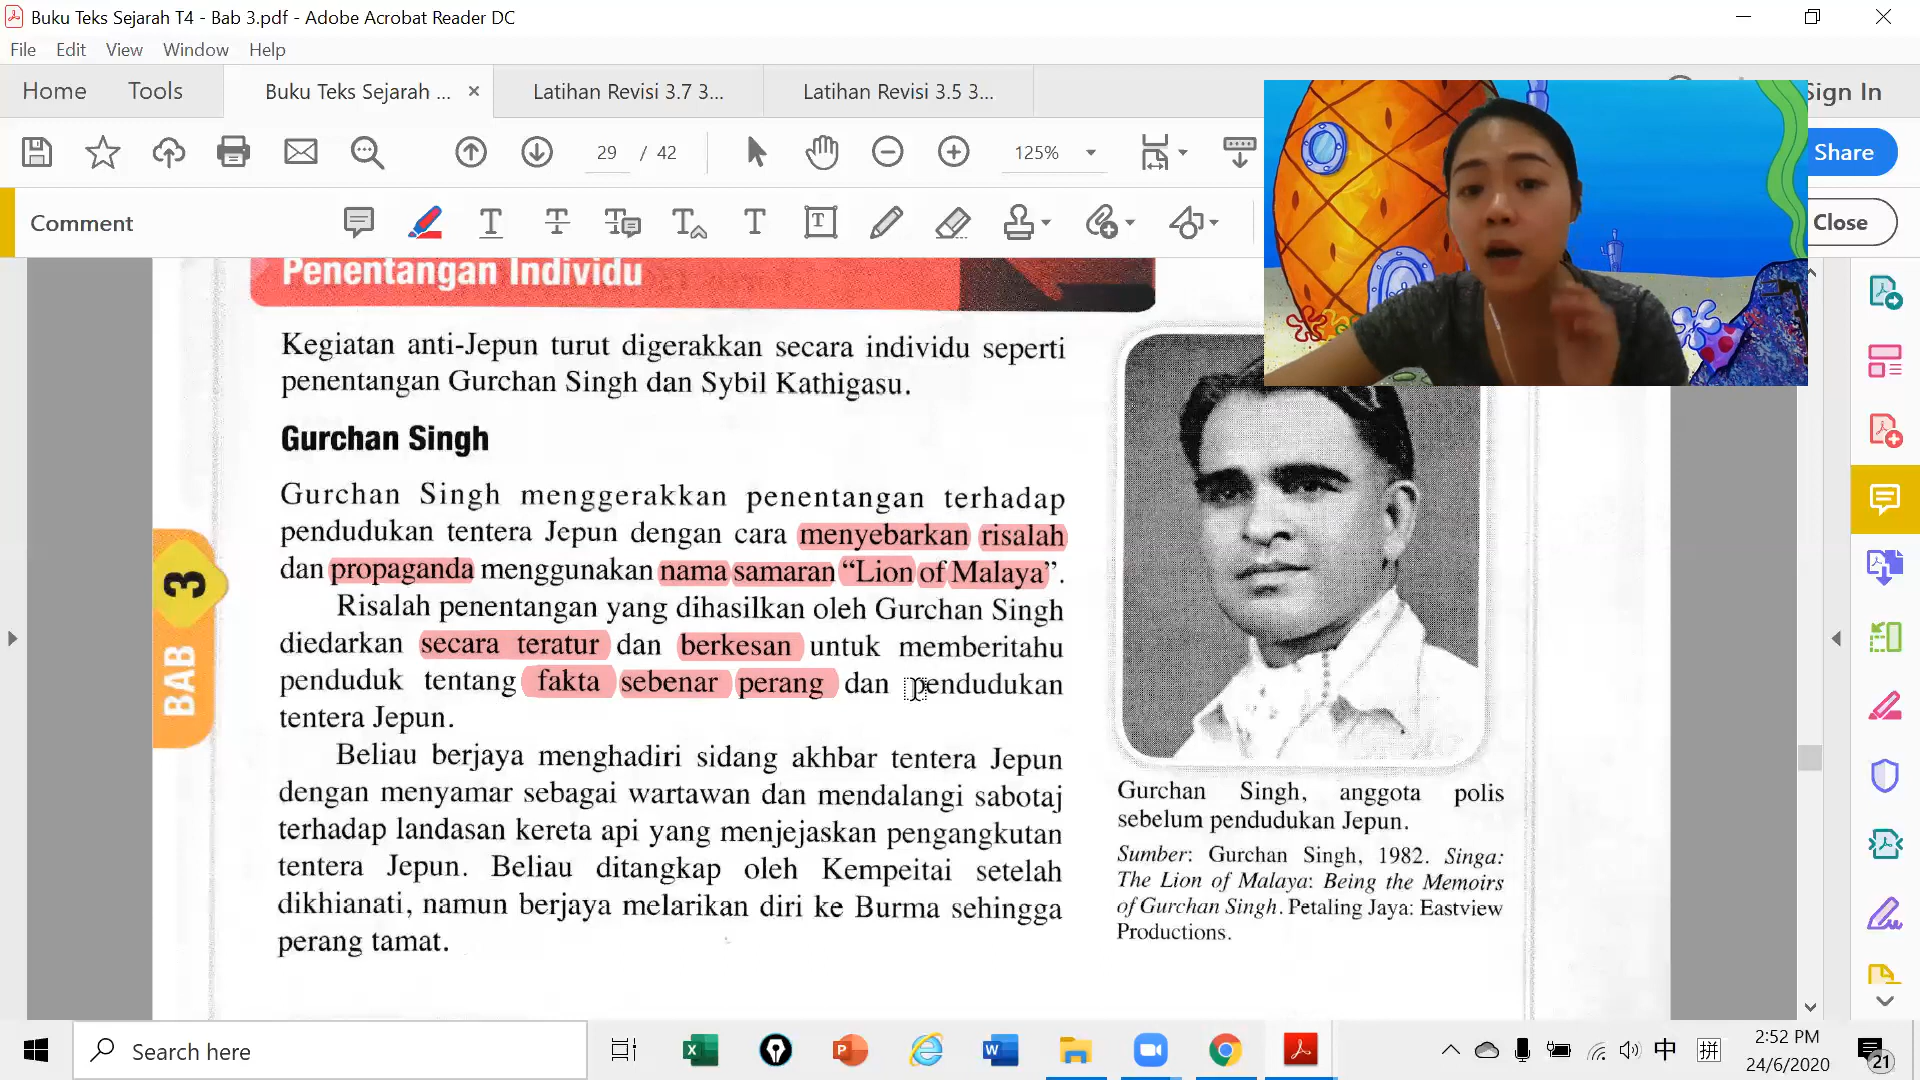 Buku Teks Sejarah T4 - Bab 3.pdf - Adobe Acrobat Reader DC
File Edit View Window Help
Home Tools Buku Teks Sejarah ... Latihan Revisi 3.7 3... Latihan Revisi 3.5 3... Sign In
29 / 42 125% Share
Comment Close
Penentangan Individu
Kegiatan anti-Jepun turut digerakkan secara individu seperti
penentangan Gurchan Singh dan Sybil Kathigasu.
Gurchan Singh
Gurchan Singh menggerakkan penentangan terhadap
pendudukan tentera Jepun dengan cara menyebarkan risalah
dan propaganda menggunakan nama samaran “Lion of Malaya”.
Risalah penentangan yang dihasilkan oleh Gurchan Singh
diedarkan secara teratur dan berkesan untuk memberitahu
penduduk tentang fakta sebenar perang dan pendudukan
tentera Jepun.
Beliau berjaya menghadiri sidang akhbar tentera Jepun
dengan menyamar sebagai wartawan dan mendalangi sabotaj
terhadap landasan kereta api yang menjejaskan pengangkutan
tentera Jepun. Beliau ditangkap oleh Kempeitai setelah
dikhianati, namun berjaya melarikan diri ke Burma sehingga
perang tamat.
BAB 3
Gurchan Singh, anggota polis
sebelum pendudukan Jepun.
Sumber: Gurchan Singh, 1982. Singa:
The Lion of Malaya: Being the Memoirs
of Gurchan Singh. Petaling Jaya: Eastview
Productions.
Search here
中 拼
2:52 PM
24/6/2020
21